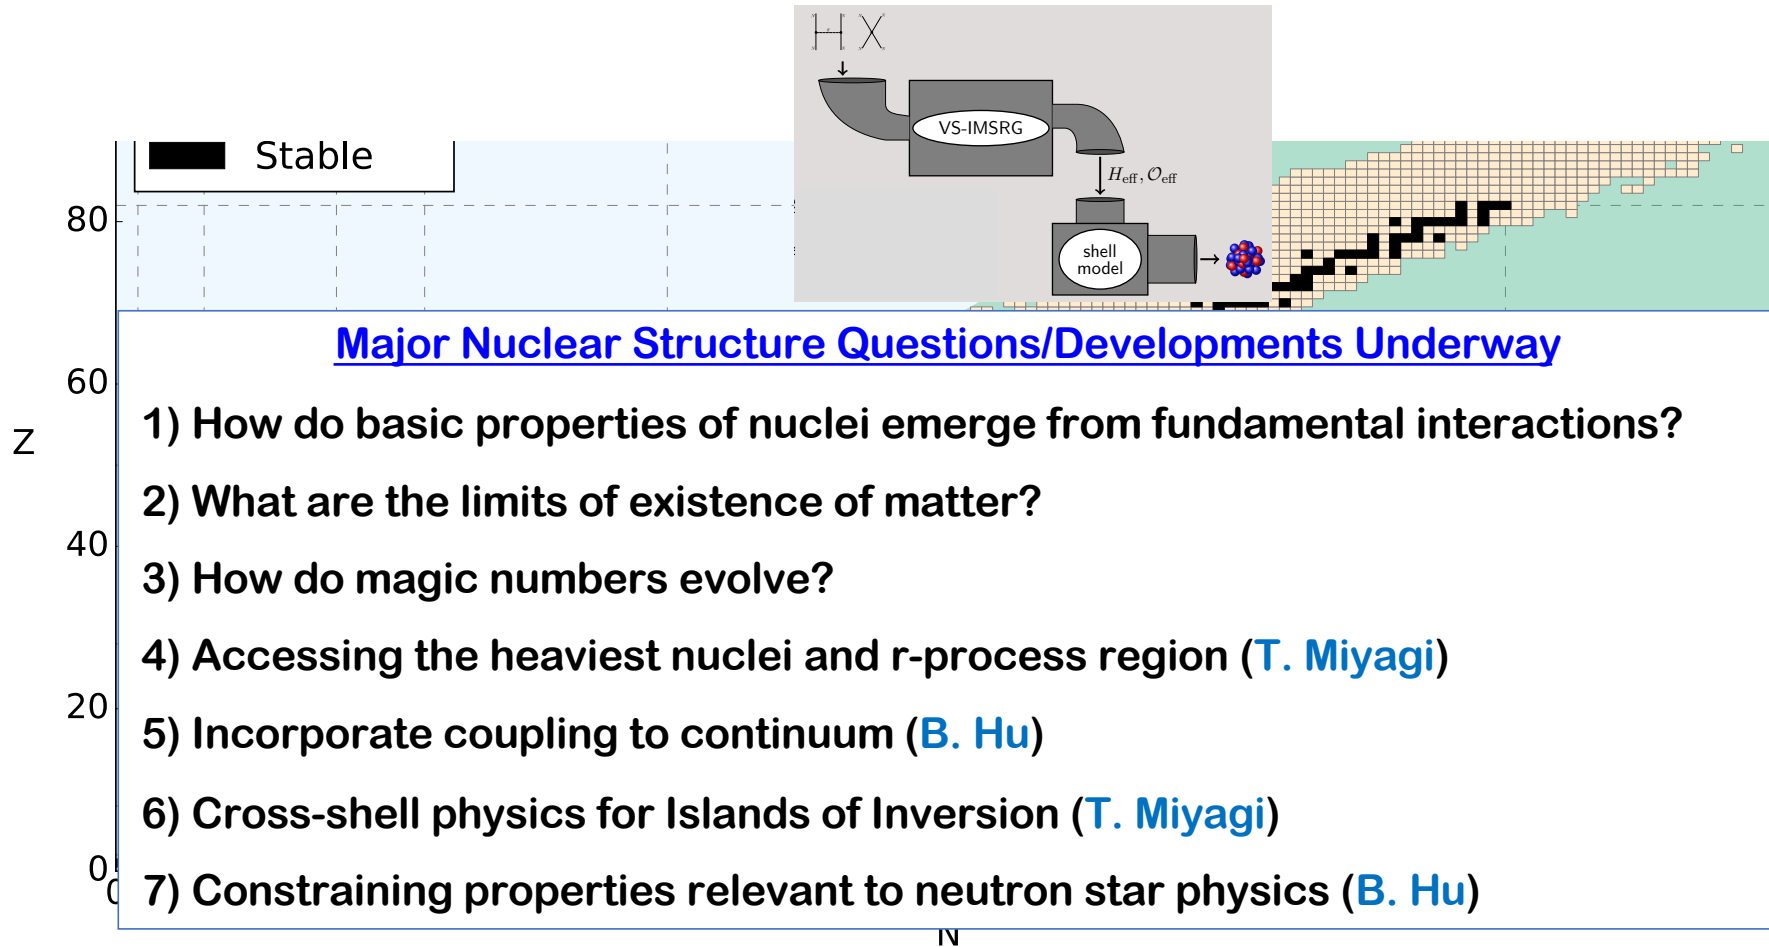 VS-IMSRG
Stable
H_eff, O_eff
80
shell
model
Major Nuclear Structure Questions/Developments Underway
60
1) How do basic properties of nuclei emerge from fundamental interactions?
Z
2) What are the limits of existence of matter?
40
3) How do magic numbers evolve?
4) Accessing the heaviest nuclei and r-process region (T. Miyagi)
20
5) Incorporate coupling to continuum (B. Hu)
6) Cross-shell physics for Islands of Inversion (T. Miyagi)
0
7) Constraining properties relevant to neutron star physics (B. Hu)
N